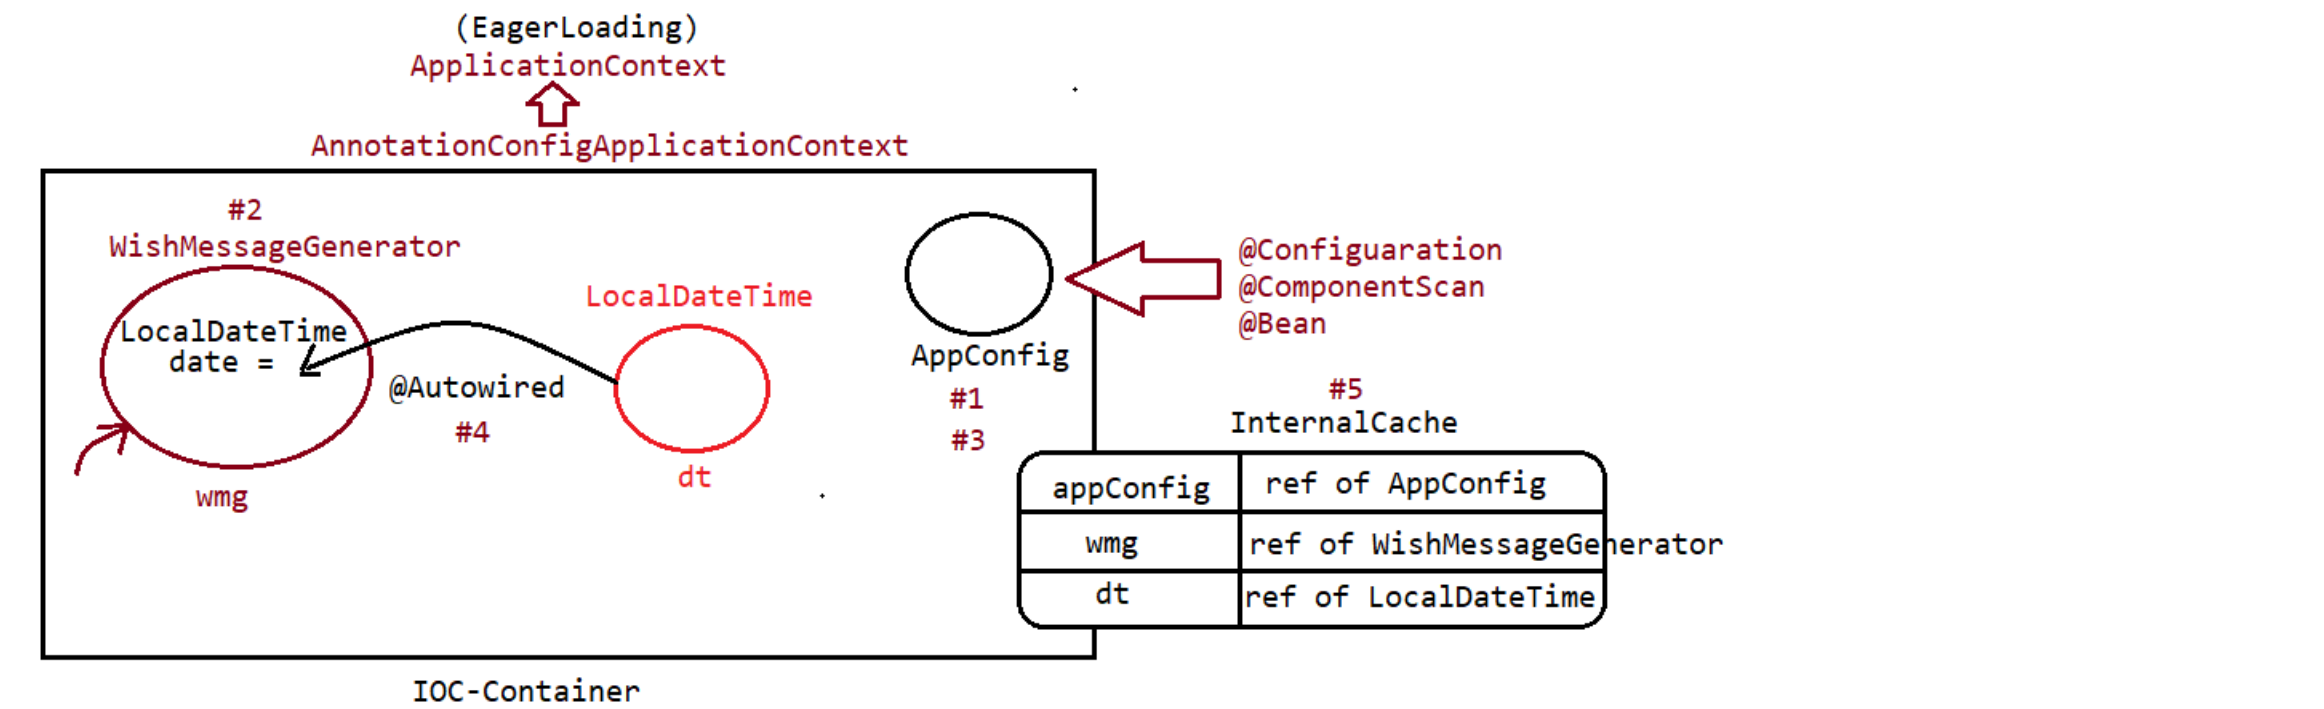 (EagerLoading)
ApplicationContext
AnnotationConfigApplicationContext
#2
WishMessageGenerator
LocalDateTime
date =
wmg
@Autowired
#4
LocalDateTime
dt
AppConfig
#1
#3
@Configuaration
@ComponentScan
@Bean
#5
InternalCache
appConfig ref of AppConfig
wmg ref of WishMessageGenerator
dt ref of LocalDateTime
IOC-Container